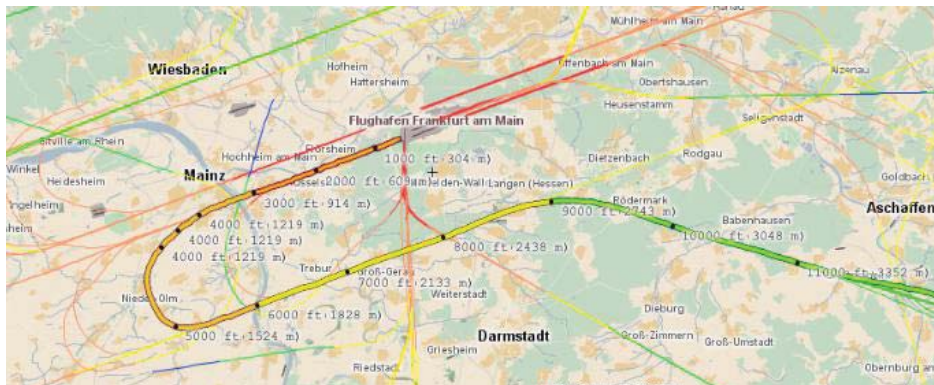 Mühlheim am Main
Offenbach am Main
Hofheim
Wiesbaden
Hattersheim
Obertshausen
Alzenau
Heusenstamm
Flughafen Frankfurt am Main
Seligenstadt
Eltville am Rhein
Flörsheim
Hochheim am Main
1000 ft·304 m)
Dietzenbach
Rodgau
Winkel
Mainz
2000 ft·609 m)
Langen (Hessen)
Goldbach
Heidesheim
3000 ft·914 m)
Rödermark
9000 ft·2743 m)
Babenhausen
Aschaffen
4000 ft·1219 m)
10000 ft·3048 m)
4000 ft·1219 m)
8000 ft·2438 m)
4000 ft·1219 m)
Trebur
Groß-Gerau
11000 ft·3352 m)
7000 ft·2133 m)
Nieder-Olm
Weiterstadt
6000 ft·1828 m)
Dieburg
5000 ft·1524 m)
Darmstadt
Groß-Zimmern
Groß-Umstadt
Griesheim
Riedstadt
Obernburg am